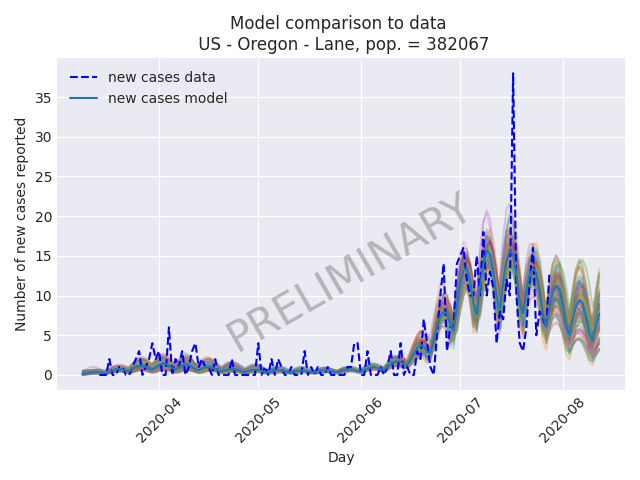 Model comparison to data
US - Oregon - Lane, pop. = 382067
new cases data
new cases model
PRELIMINARY
Number of new cases reported
35
30
25
20
15
10
5
0
2020-04
2020-05
2020-06
2020-07
2020-08
Day